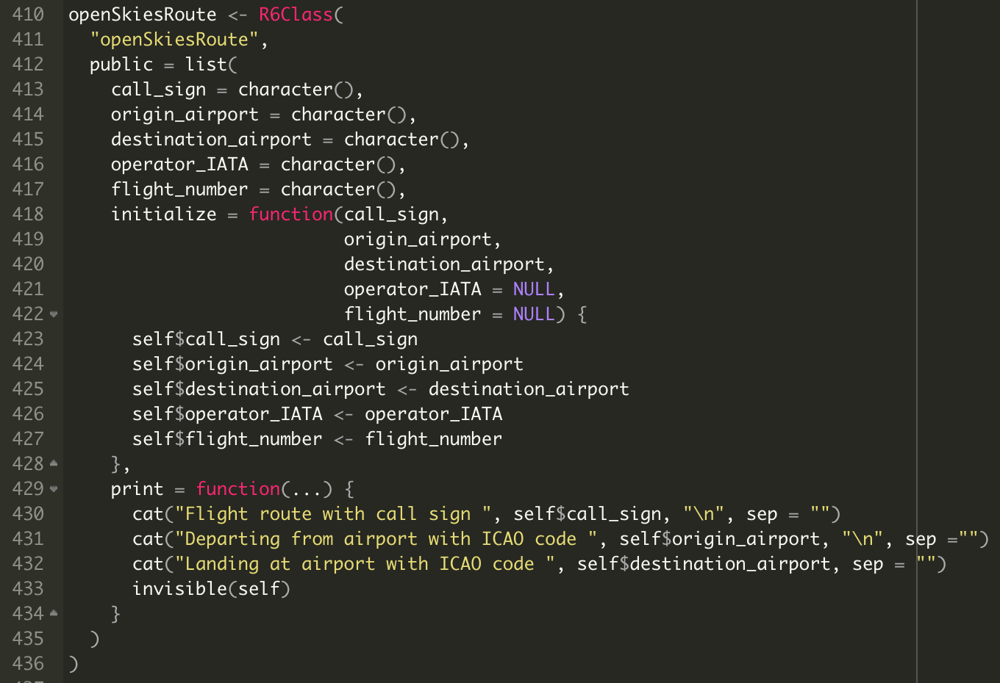 410 openSkiesRoute <- R6Class(
411   "openSkiesRoute",
412   public = list(
413     call_sign = character(),
414     origin_airport = character(),
415     destination_airport = character(),
416     operator_IATA = character(),
417     flight_number = character(),
418     initialize = function(call_sign,
419                           origin_airport,
420                           destination_airport,
421                           operator_IATA = NULL,
422                           flight_number = NULL) {
423       self$call_sign <- call_sign
424       self$origin_airport <- origin_airport
425       self$destination_airport <- destination_airport
426       self$operator_IATA <- operator_IATA
427       self$flight_number <- flight_number
428     },
429     print = function(...) {
430       cat("Flight route with call sign ", self$call_sign, "\n", sep = "")
431       cat("Departing from airport with ICAO code ", self$origin_airport, "\n", sep ="")
432       cat("Landing at airport with ICAO code ", self$destination_airport, sep = "")
433       invisible(self)
434     }
435   )
436 )